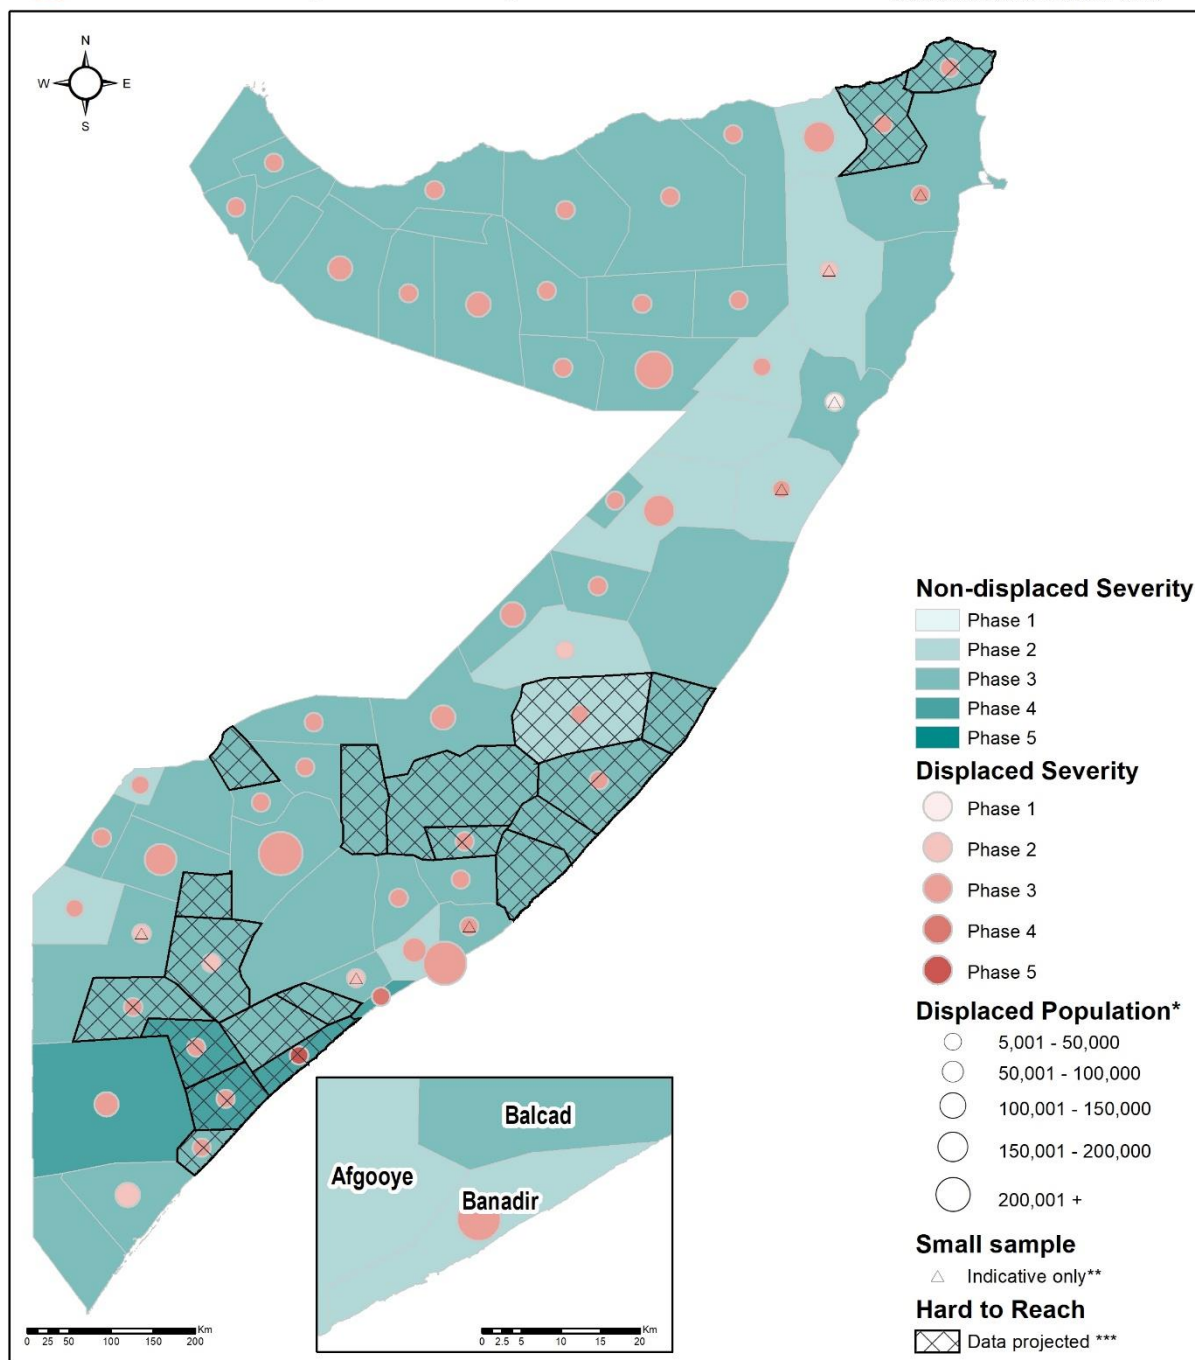 N
W E
S
Non-displaced Severity
Phase 1
Phase 2
Phase 3
Phase 4
Phase 5
Displaced Severity
Phase 1
Phase 2
Phase 3
Phase 4
Phase 5
Displaced Population*
5,001 - 50,000
50,001 - 100,000
100,001 - 150,000
150,001 - 200,000
200,001 +
Small sample
Indicative only**
Hard to Reach
Data projected ***
Balcad
Afgooye
Banadir
Km
0 25 50 100 150 200
Km
0 2.5 5 10 15 20